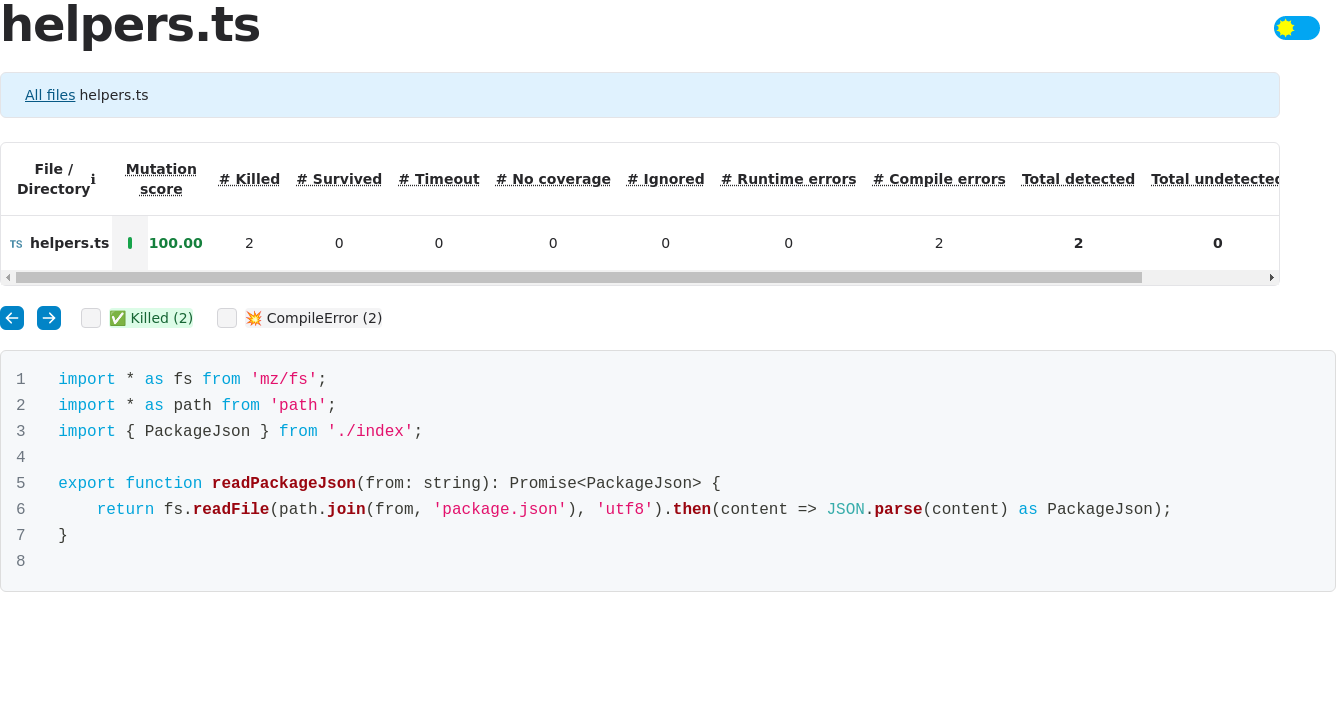 helpers.ts
All files helpers.ts
File / Directoryℹ Mutation score # Killed # Survived # Timeout # No coverage # Ignored # Runtime errors # Compile errors Total detected Total undetected
TS helpers.ts 100.00 2 0 0 0 0 0 2 2 0
✅ Killed (2) 💥 CompileError (2)
1 import * as fs from 'mz/fs';
2 import * as path from 'path';
3 import { PackageJson } from './index';
4
5 export function readPackageJson(from: string): Promise<PackageJson> {
6     return fs.readFile(path.join(from, 'package.json'), 'utf8').then(content => JSON.parse(content) as PackageJson);
7 }
8